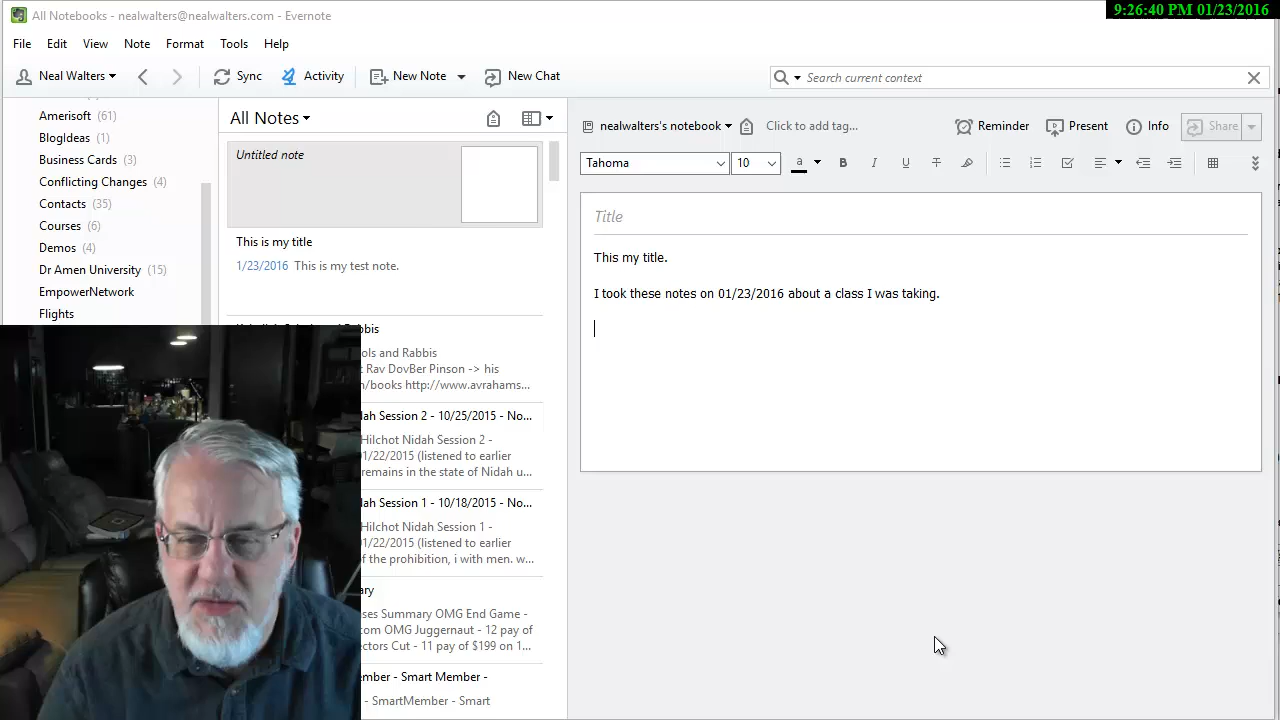 All Notebooks - nealwalters@nealwalters.com - Evernote
9:26:40 PM 01/23/2016
File Edit View Note Format Tools Help
Neal Walters Sync Activity New Note New Chat Search current context
Amerisoft (61)
BlogIdeas (1)
Business Cards (3)
Conflicting Changes (4)
Contacts (35)
Courses (6)
Demos (4)
Dr Amen University (15)
EmpowerNetwork
Flights
All Notes
Untitled note
This is my title
1/23/2016 This is my test note.
bbis
ols and Rabbis
Rav DovBer Pinson -> his
/books http://www.avrahams...
dah Session 2 - 10/25/2015 - No...
Hilchot Nidah Session 2 -
01/22/2015 (listened to earlier
remains in the state of Nidah u...
dah Session 1 - 10/18/2015 - No...
Hilchot Nidah Session 1 -
01/22/2015 (listened to earlier
f the prohibition, i with men. w...
ary
ses Summary OMG End Game -
com OMG Juggernaut - 12 pay of
ectors Cut - 11 pay of $199 on 1...
mber - Smart Member -
- SmartMember - Smart
nealwalters's notebook Click to add tag... Reminder Present Info Share
Tahoma 10 a B I U T
Title
This my title.
I took these notes on 01/23/2016 about a class I was taking.